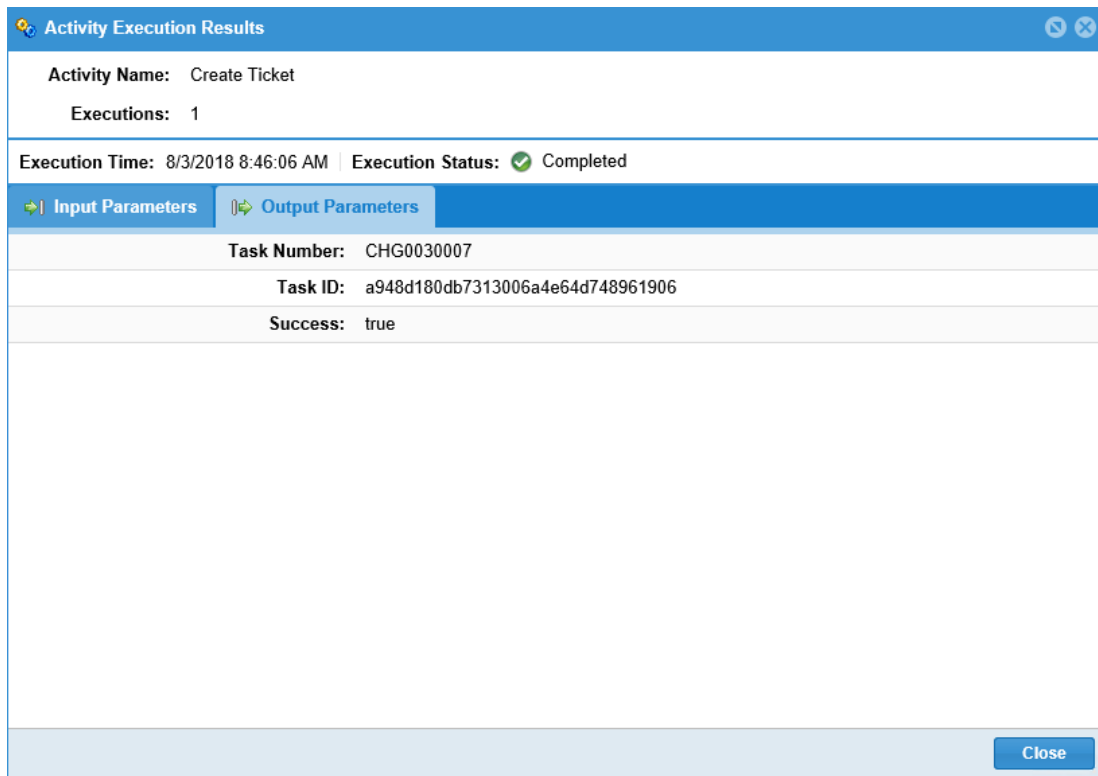 Activity Execution Results
Activity Name: Create Ticket
Executions: 1
Execution Time: 8/3/2018 8:46:06 AM Execution Status: Completed
Input Parameters Output Parameters
Task Number: CHG0030007
Task ID: a948d180db7313006a4e64d748961906
Success: true
Close